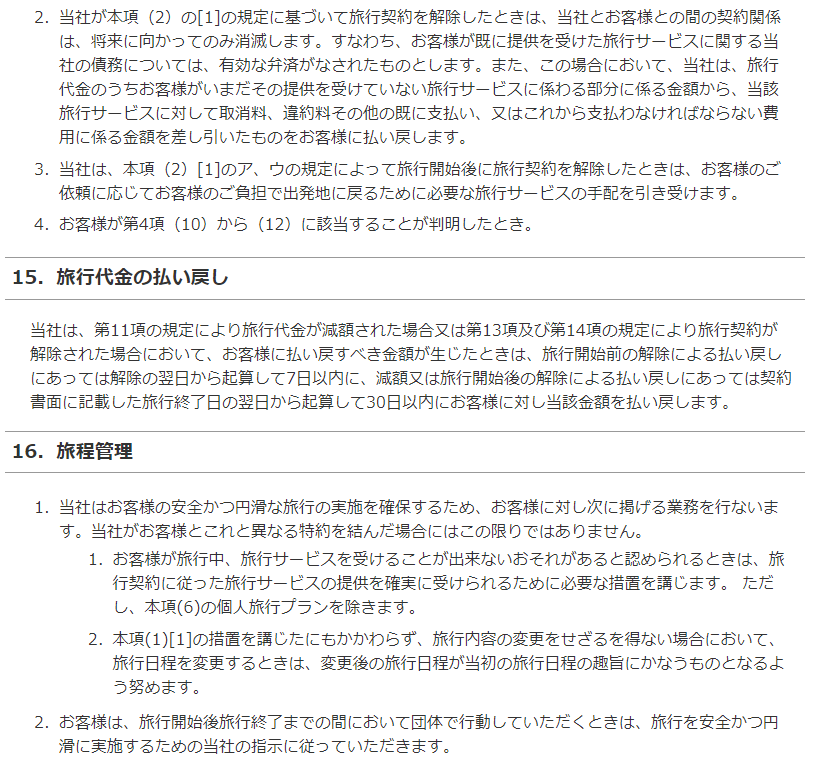 2. 当社が本項（2）の[1]の規定に基づいて旅行契約を解除したときは、当社とお客様との間の契約関係
は、将来に向かってのみ消滅します。すなわち、お客様が既に提供を受けた旅行サービスに関する当
社の債務については、有効な弁済がなされたものとします。また、この場合において、当社は、旅行
代金のうちお客様がいまだその提供を受けていない旅行サービスに係わる部分に係る金額から、当該
旅行サービスに対して取消料、違約料その他の既に支払い、又はこれから支払わなければならない費
用に係る金額を差し引いたものをお客様に払い戻します。
3. 当社は、本項（2）[1]のア、ウの規定によって旅行開始後に旅行契約を解除したときは、お客様のご
依頼に応じてお客様のご負担で出発地に戻るために必要な旅行サービスの手配を引き受けます。
4. お客様が第4項（10）から（12）に該当することが判明したとき。
15．旅行代金の払い戻し
当社は、第11項の規定により旅行代金が減額された場合又は第13項及び第14項の規定により旅行契約が
解除された場合において、お客様に払い戻すべき金額が生じたときは、旅行開始前の解除による払い戻し
にあっては解除の翌日から起算して7日以内に、減額又は旅行開始後の解除による払い戻しにあっては契約
書面に記載した旅行終了日の翌日から起算して30日以内にお客様に対し当該金額を払い戻します。
16．旅程管理
1. 当社はお客様の安全かつ円滑な旅行の実施を確保するため、お客様に対し次に掲げる業務を行ないま
す。当社がお客様とこれと異なる特約を結んだ場合にはこの限りではありません。
1. お客様が旅行中、旅行サービスを受けることが出来ないおそれがあると認められるときは、旅
行契約に従った旅行サービスの提供を確実に受けられるために必要な措置を講じます。 ただ
し、本項(6)の個人旅行プランを除きます。
2. 本項(1)[1]の措置を講じたにもかかわらず、旅行内容の変更をせざるを得ない場合において、
旅行日程を変更するときは、変更後の旅行日程が当初の旅行日程の趣旨にかなうものとなるよ
う努めます。
2. お客様は、旅行開始後旅行終了までの間において団体で行動していただくときは、旅行を安全かつ円
滑に実施するための当社の指示に従っていただきます。